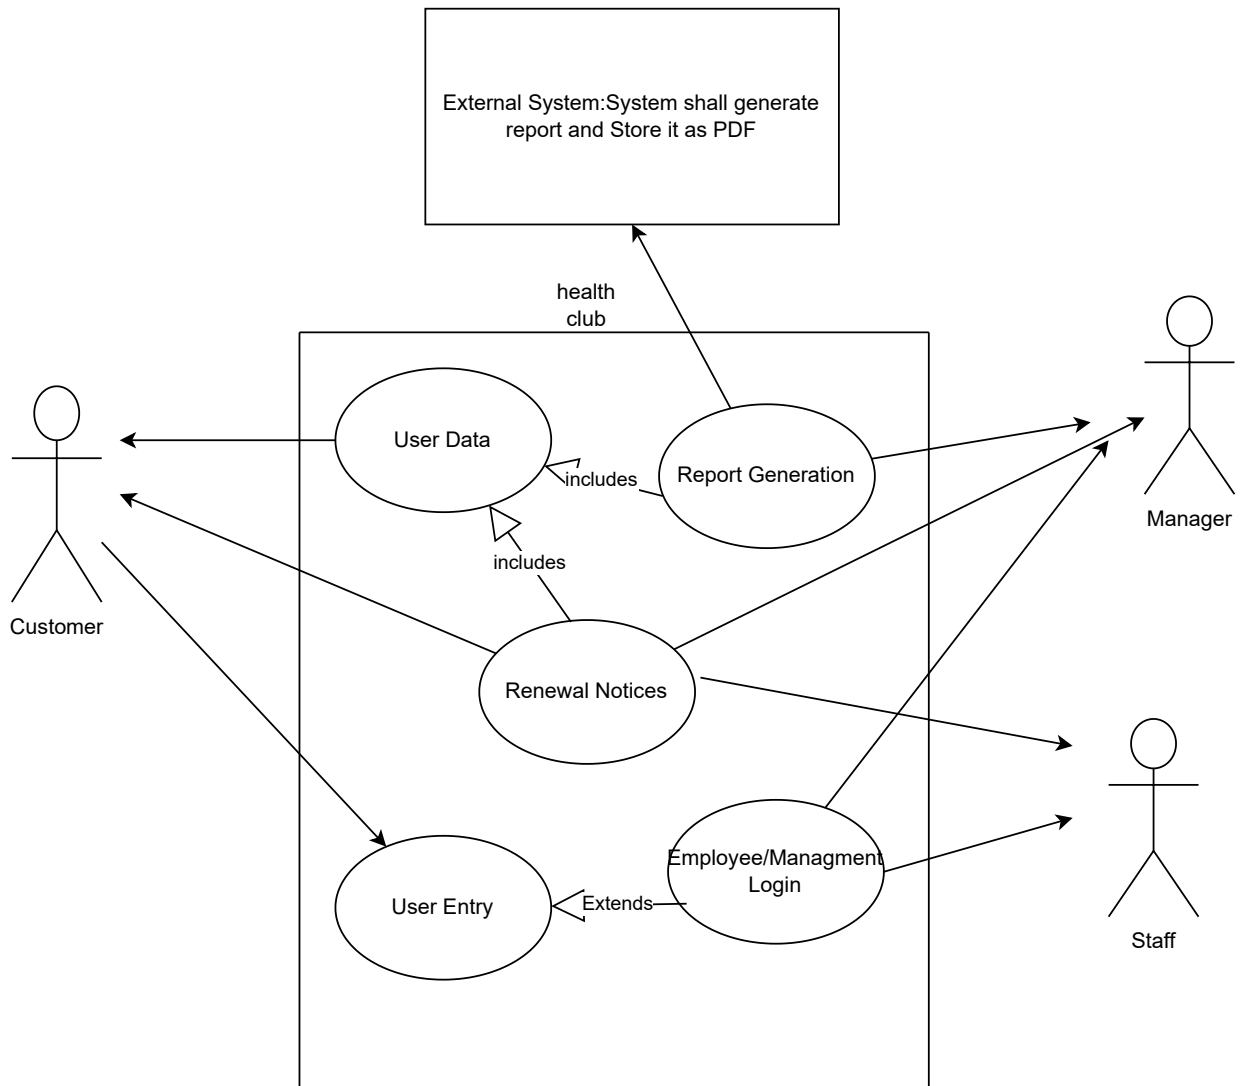 External System:System shall generate
report and Store it as PDF
health
club
User Data
includes
Report Generation
Manager
includes
Customer
Renewal Notices
Employee/Managment
Login
User Entry
Extends
Staff